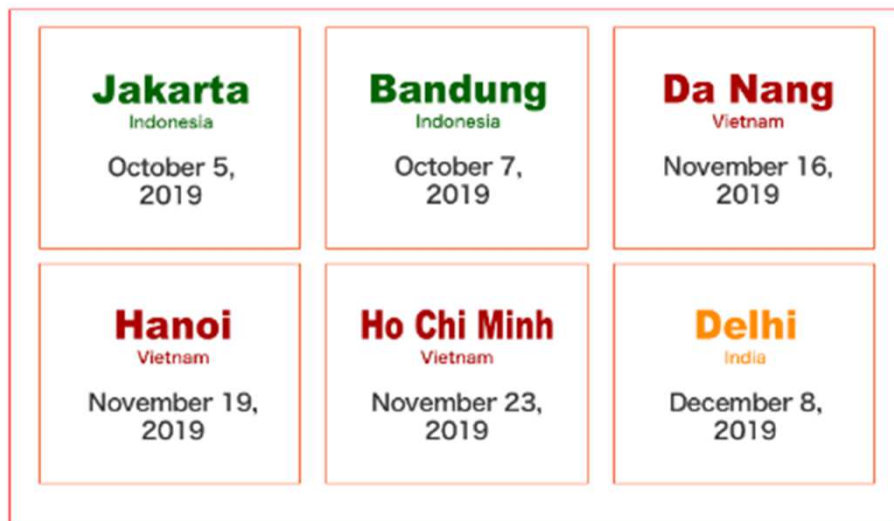 Jakarta
Indonesia
October 5,
2019
Bandung
Indonesia
October 7,
2019
Da Nang
Vietnam
November 16,
2019
Hanoi
Vietnam
November 19,
2019
Ho Chi Minh
Vietnam
November 23,
2019
Delhi
India
December 8,
2019